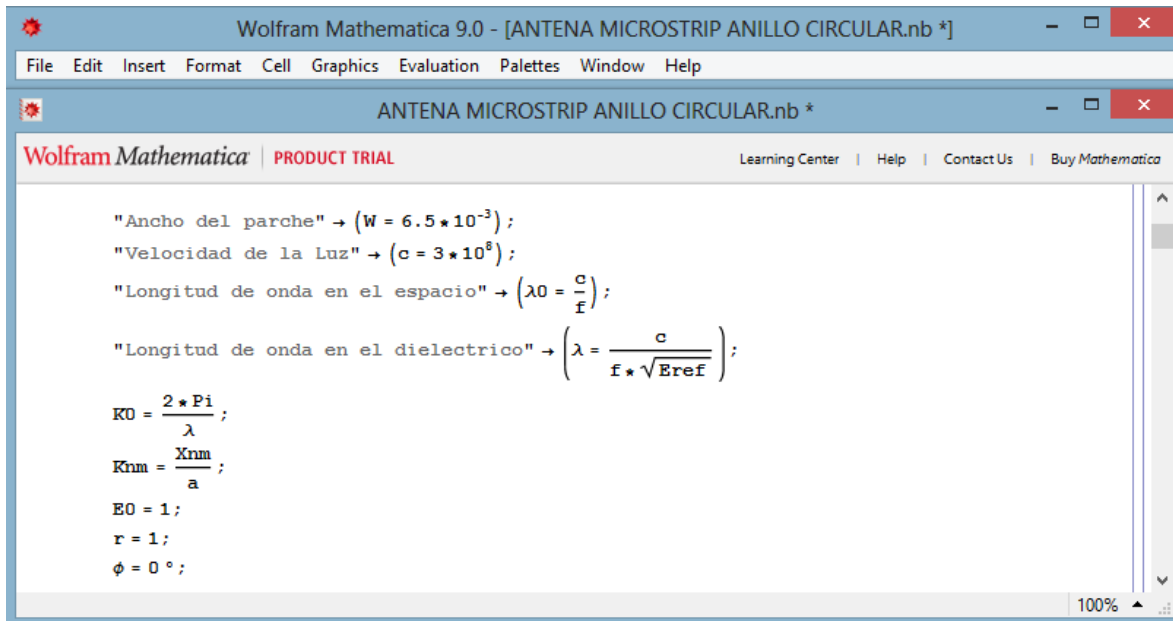 Wolfram Mathematica 9.0 - [ANTENA MICROSTRIP ANILLO CIRCULAR.nb *]
File Edit Insert Format Cell Graphics Evaluation Palettes Window Help
ANTENA MICROSTRIP ANILLO CIRCULAR.nb *
Wolfram Mathematica | PRODUCT TRIAL Learning Center | Help | Contact Us | Buy Mathematica
"Ancho del parche" → (W = 6.5 * 10^-3);
"Velocidad de la Luz" → (c = 3 * 10^8);
"Longitud de onda en el espacio" → (λ0 = c/f);
"Longitud de onda en el dielectrico" → (λ = c/(f * √Eref));
K0 = 2 * Pi/λ;
Knm = Xnm/a;
E0 = 1;
r = 1;
ϕ = 0 °;
100%